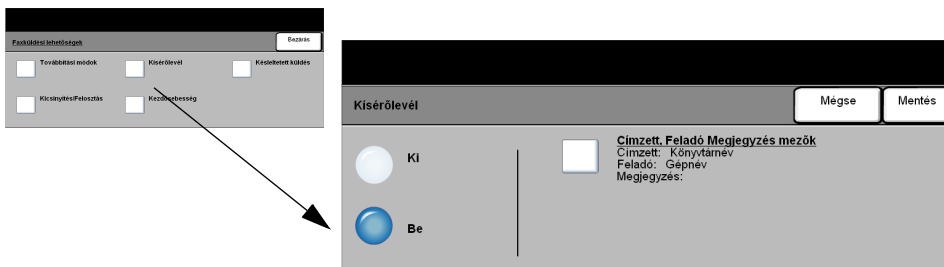 Faxküldési lehetőségek
Bezárás
Továbbítási módok
Kísérőlevél
Késleltetett küldés
Kicsinyítés/Felosztás
Kezdősebesség
Kísérőlevél
Mégse
Mentés
Ki
Be
Címzett, Feladó Megjegyzés mezők
Címzett: Könyvtárnév
Feladó: Gépnév
Megjegyzés: